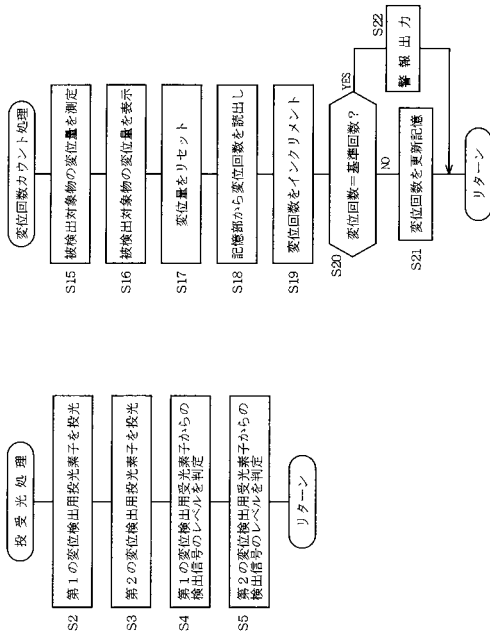 投受光処理
S2
第1の変位検出用投光素子を投光
S3
第2の変位検出用投光素子を投光
S4
第1の変位検出用受光素子からの
検出信号のレベルを判定
S5
第2の変位検出用受光素子からの
検出信号のレベルを判定
リターン
変位回数カウント処理
S15
被検出対象物の変位量を測定
S16
被検出対象物の変位量を表示
S17
変位量をリセット
S18
記憶部から変位回数を読出し
S19
変位回数をインクリメント
S20
変位回数=基準回数?
YES
NO
S22
警報出力
S21
変位回数を更新記憶
リターン